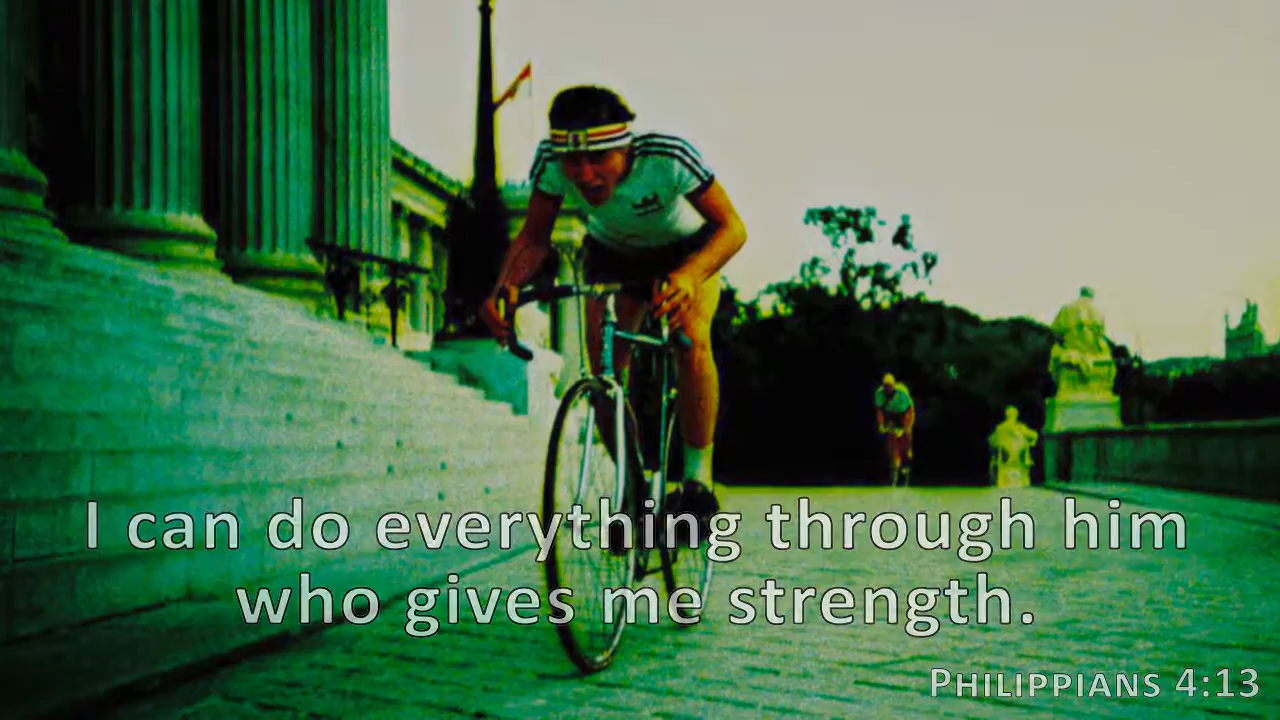 I can do everything through him
who gives me strength.
Philippians 4:13